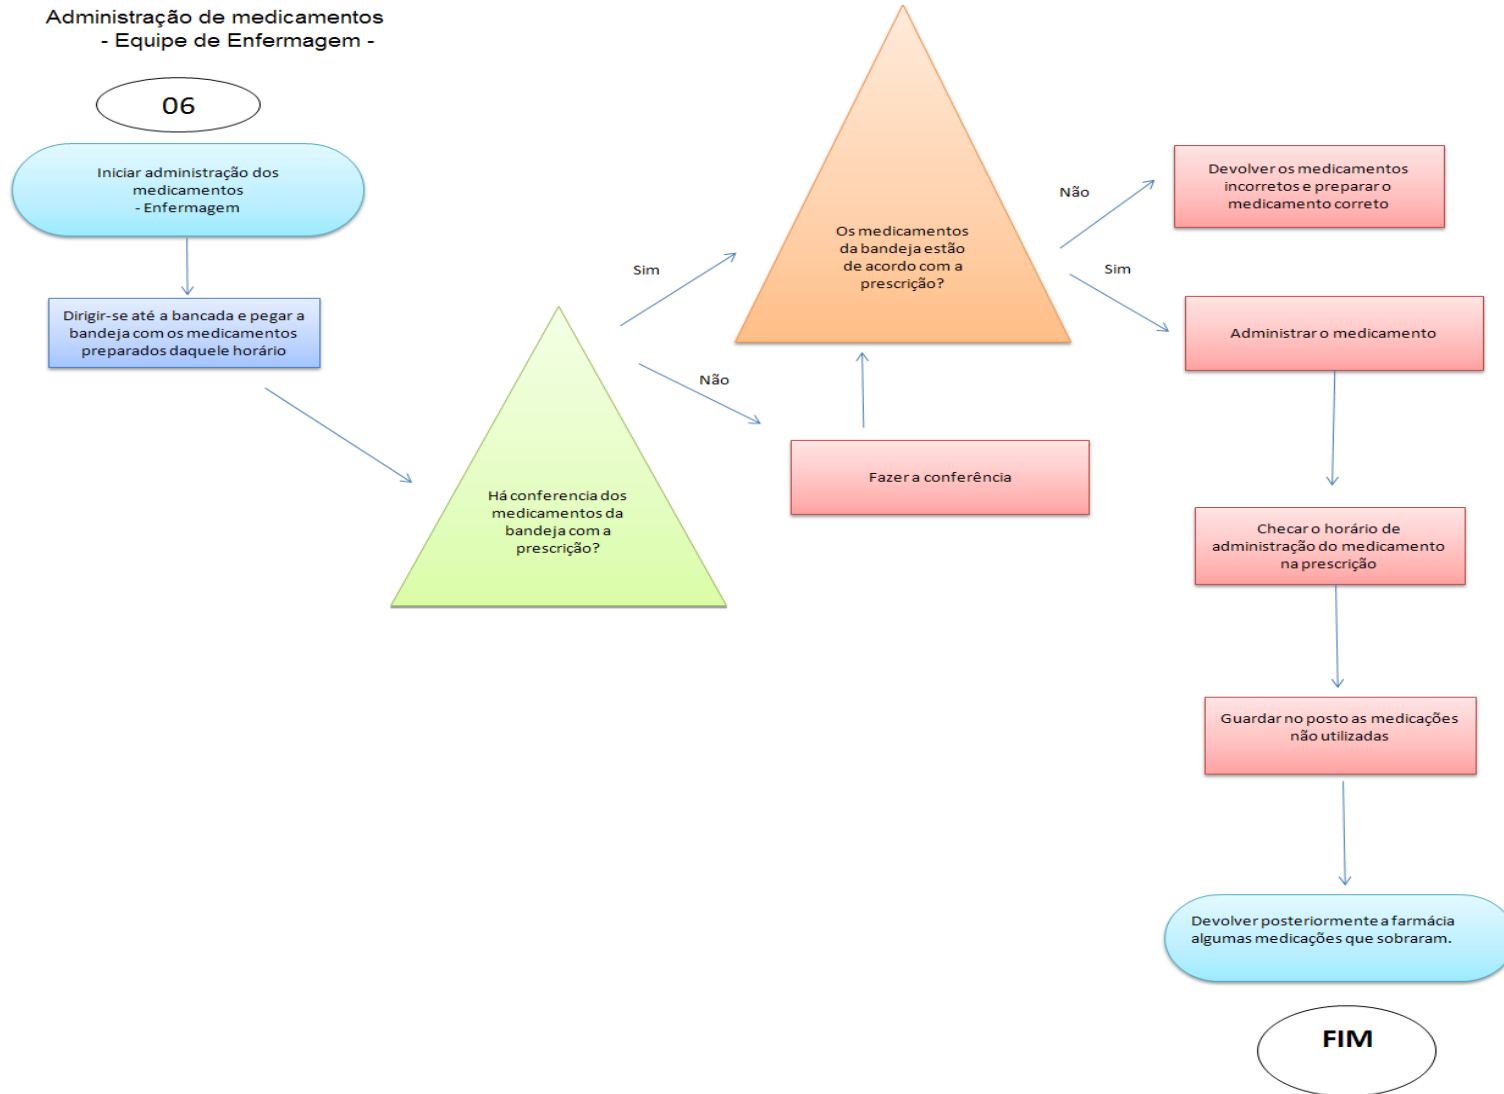 Administração de medicamentos
- Equipe de Enfermagem -
06
Iniciar administração dos
medicamentos
- Enfermagem
Dirigir-se até a bancada e pegar a
bandeja com os medicamentos
preparados daquele horário
Há conferencia dos
medicamentos da
bandeja com a
prescrição?
Sim
Não
Fazer a conferência
Os medicamentos
da bandeja estão
de acordo com a
prescrição?
Não
Sim
Devolver os medicamentos
incorretos e preparar o
medicamento correto
Administrar o medicamento
Checar o horário de
administração do medicamento
na prescrição
Guardar no posto as medicações
não utilizadas
Devolver posteriormente a farmácia
algumas medicações que sobraram.
FIM